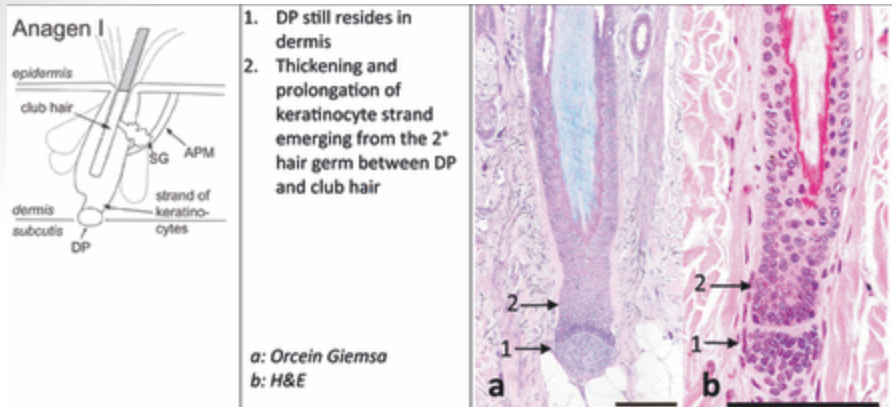 Anagen I
epidermis
club hair
SG
APM
dermis
subcutis
strand of
keratino-
cytes
DP
1. DP still resides in
dermis
2. Thickening and
prolongation of
keratinocyte strand
emerging from the 2°
hair germ between DP
and club hair
a: Orcein Giemsa
b: H&E
2
1
a
2
1
b